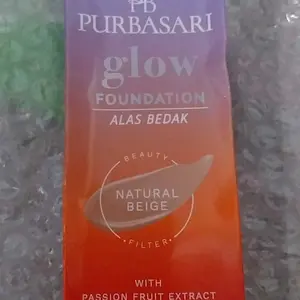 PB
PURBASARI
glow
FOUNDATION
ALAS BEDAK
BEAUTY
NATURAL
BEIGE
FILTER
WITH
PASSION FRUIT EXTRACT